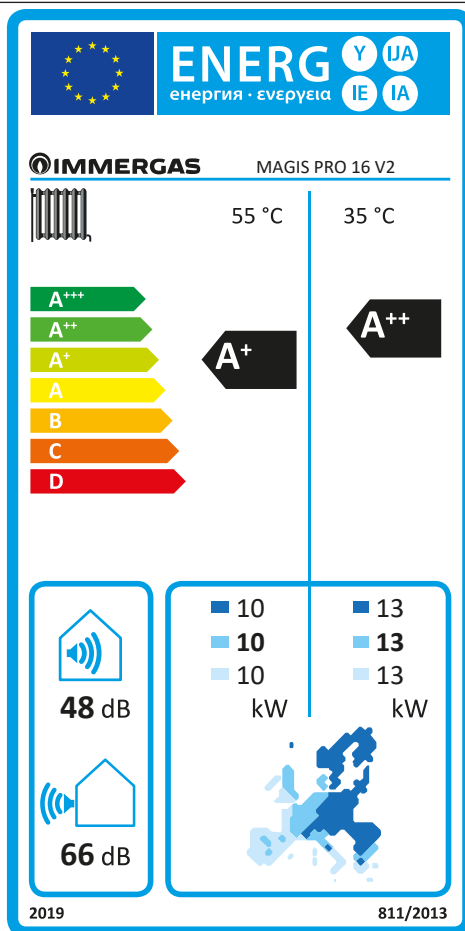 ENERG
енергия · ενεργεια
Y
IJA
IE
IA
IMMERGAS
MAGIS PRO 16 V2
55 °C
35 °C
A+++
A++
A+
A
B
C
D
A+
A++
48 dB
66 dB
10
10
10
kW
13
13
13
kW
2019
811/2013